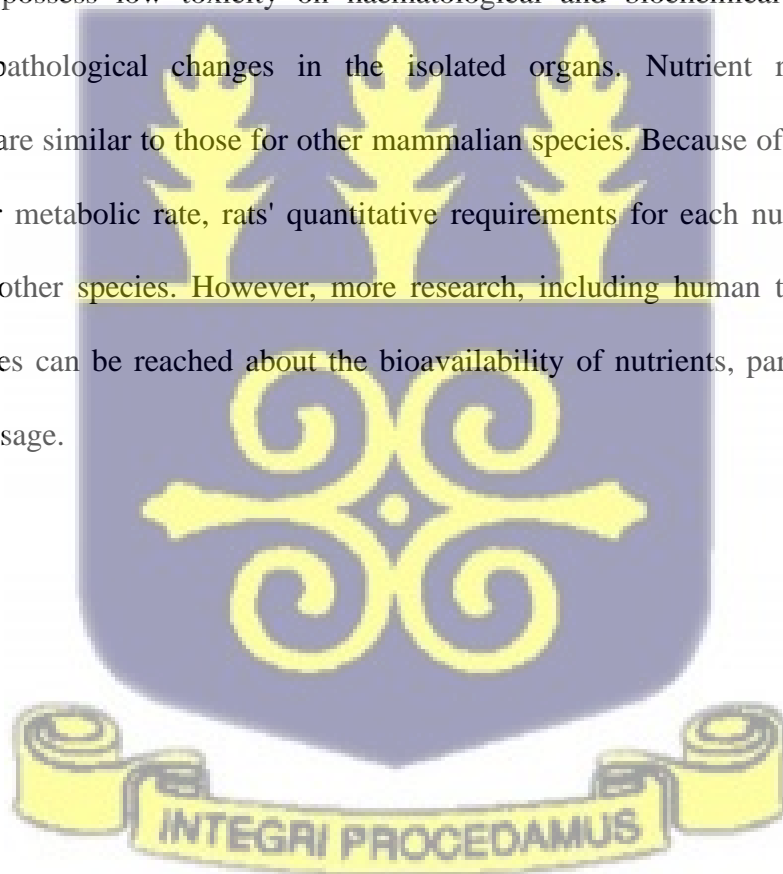 possess low toxicity on haematological and biochemical
pathological changes in the isolated organs. Nutrient
are similar to those for other mammalian species. Because of
metabolic rate, rats' quantitative requirements for each
other species. However, more research, including human
can be reached about the bioavailability of nutrients,
INTEGRI PROCEDAMUS